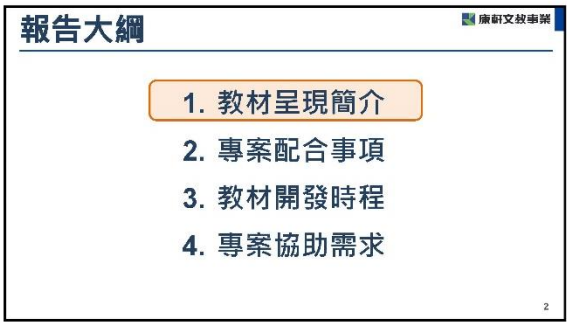 報告大綱
康軒文教事業
1. 教材呈現簡介
2. 專案配合事項
3. 教材開發時程
4. 專案協助需求
2